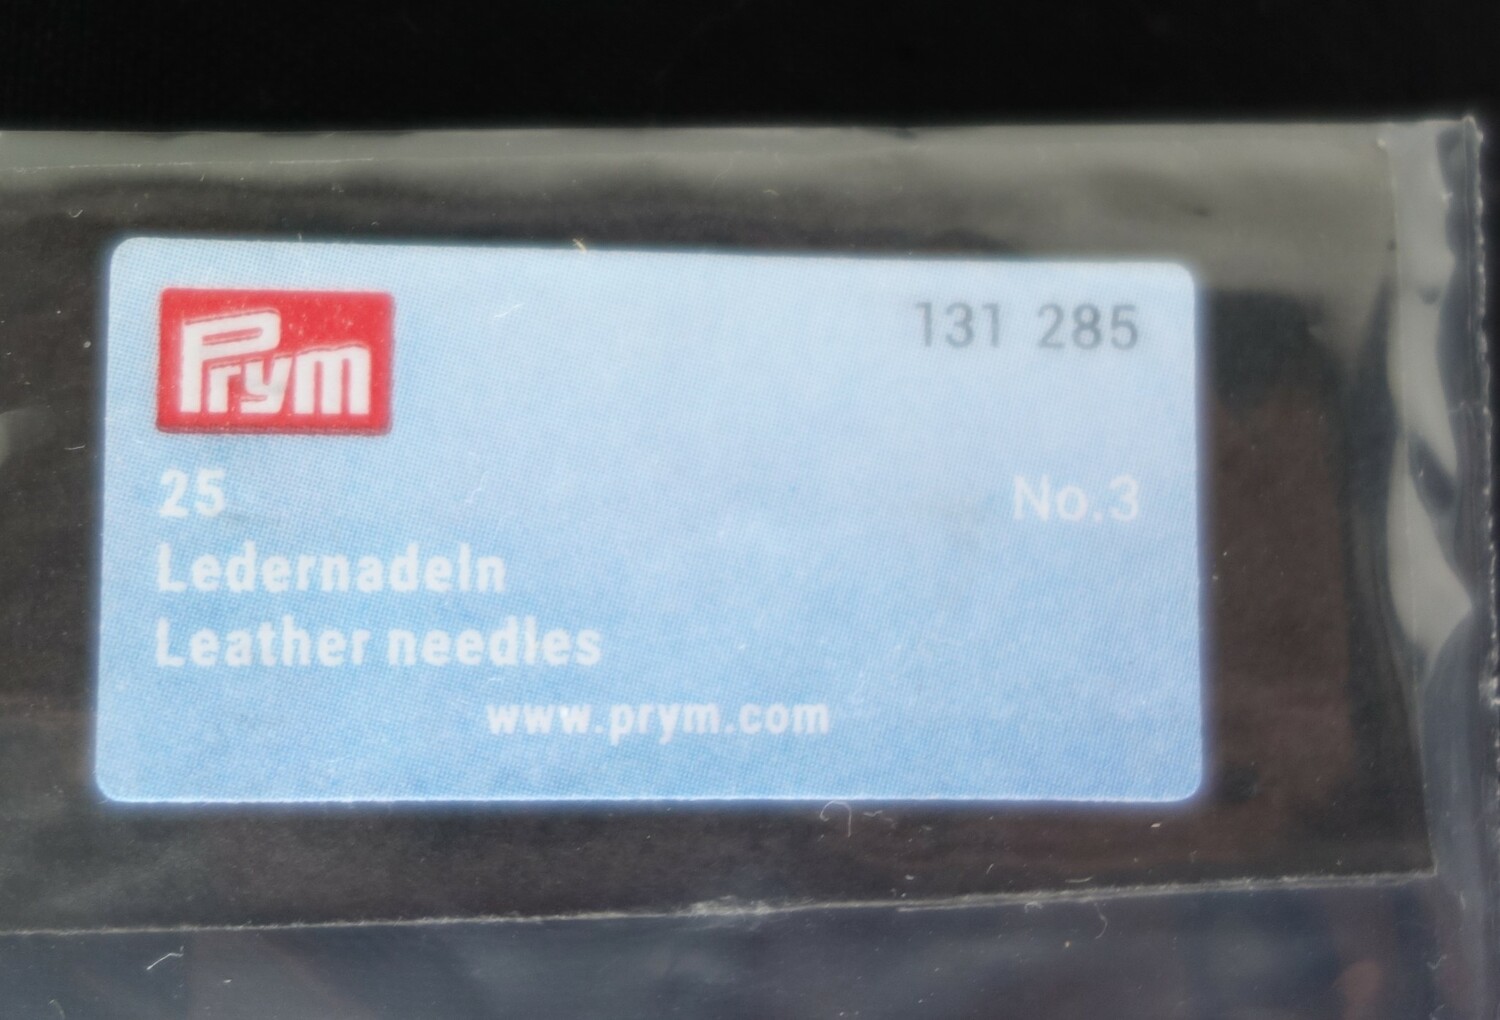 Prym
131 285
25
No.3
Ledernadeln
Leather needles
www.prym.com